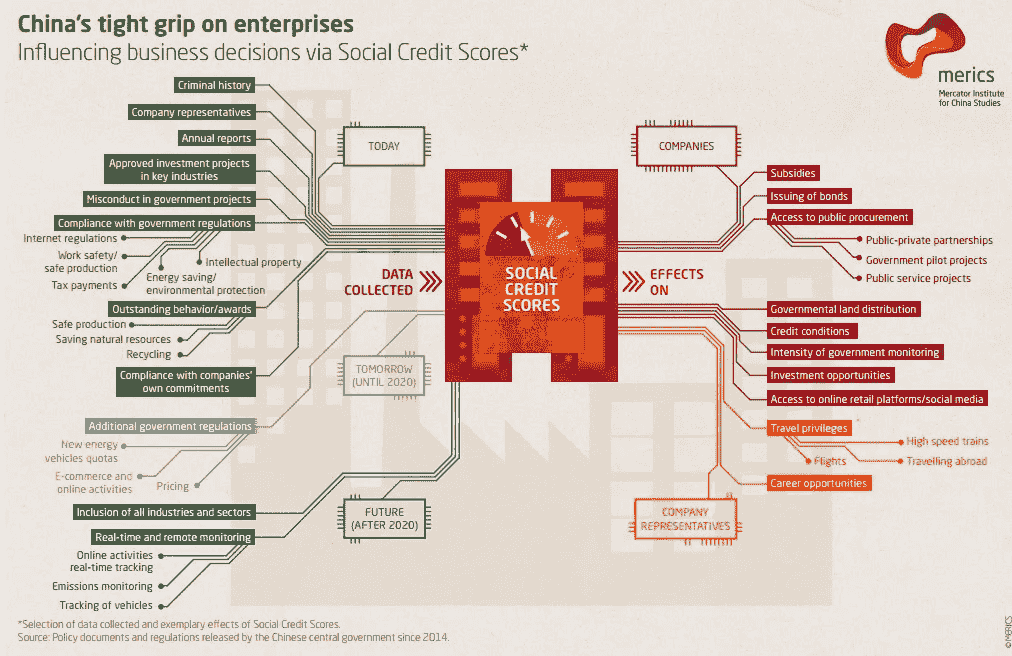 China's tight grip on enterprises
Influencing business decisions via Social Credit Scores*
merics
Mercator Institute
for China Studies
Criminal history
Company representatives
Annual reports
Approved investment projects
in key industries
Misconduct in government projects
Compliance with government regulations
Internet regulations
Work safety/
safe production
Tax payments
Energy saving/
environmental protection
Intellectual property
Outstanding behavior/awards
Safe production
Saving natural resources
Recycling
Compliance with companies'
own commitments
Additional government regulations
New energy
vehicles quotas
E-commerce and
online activities
Pricing
Inclusion of all industries and sectors
Real-time and remote monitoring
Online activities
real-time tracking
Emissions monitoring
Tracking of vehicles
TODAY
TOMORROW
(UNTIL 2020)
FUTURE
(AFTER 2020)
DATA
COLLECTED
SOCIAL
CREDIT
SCORES
EFFECTS
ON
COMPANIES
Subsidies
Issuing of bonds
Access to public procurement
Public-private partnerships
Government pilot projects
Public service projects
Governmental land distribution
Credit conditions
Intensity of government monitoring
Investment opportunities
Access to online retail platforms/social media
Travel privileges
High speed trains
Flights
Travelling abroad
Career opportunities
COMPANY
REPRESENTATIVES
*Selection of data collected and exemplary effects of Social Credit Scores.
Source: Policy documents and regulations released by the Chinese central government since 2014.
© MERICS